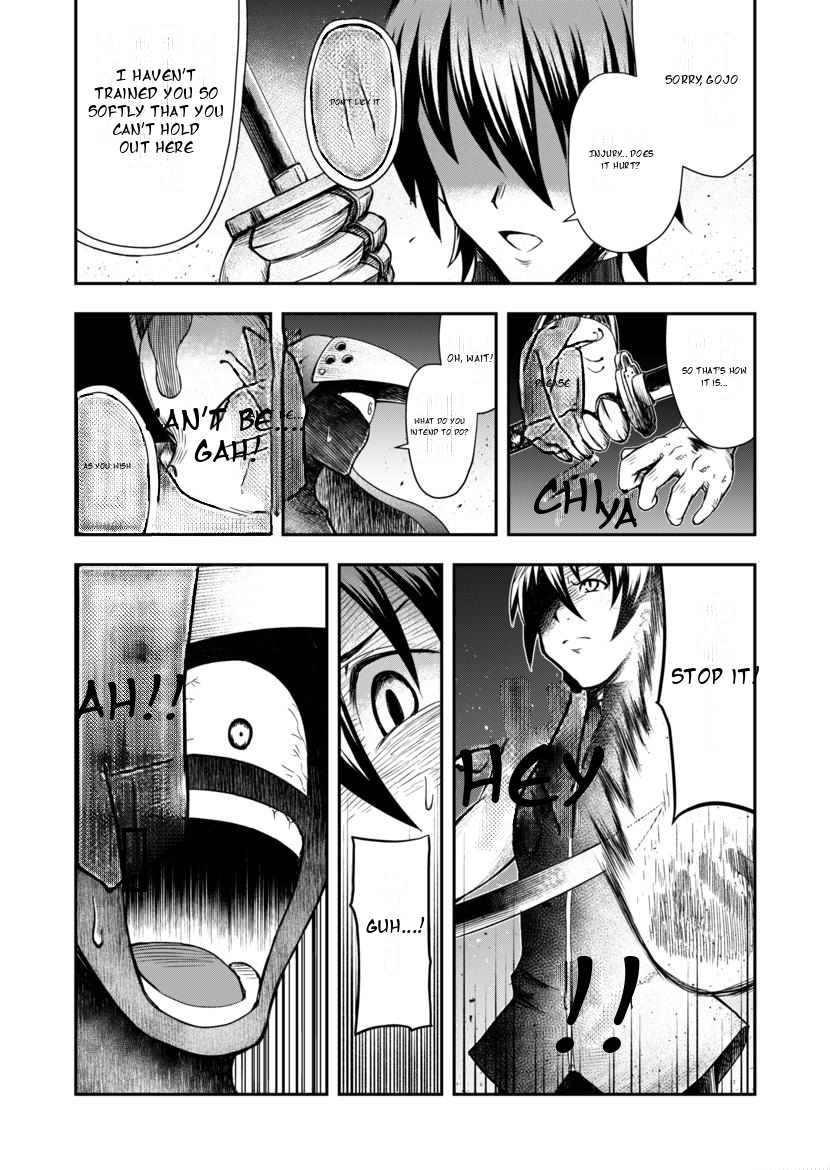 SORRY, GOJO
INJURY... DOES
IT HURT?
DON'T LICK IT
I HAVEN'T
TRAINED YOU SO
SOFTLY THAT YOU
CAN'T HOLD
OUT HERE
SO THAT'S HOW
IT IS...
PLEASE
CHIYA
OH, WAIT!
WHAT DO YOU
INTEND TO DO?
CAN'T BE....
GAH!
AS YOU WISH
STOP IT!
HEY
!!
GUH...!
AH!!